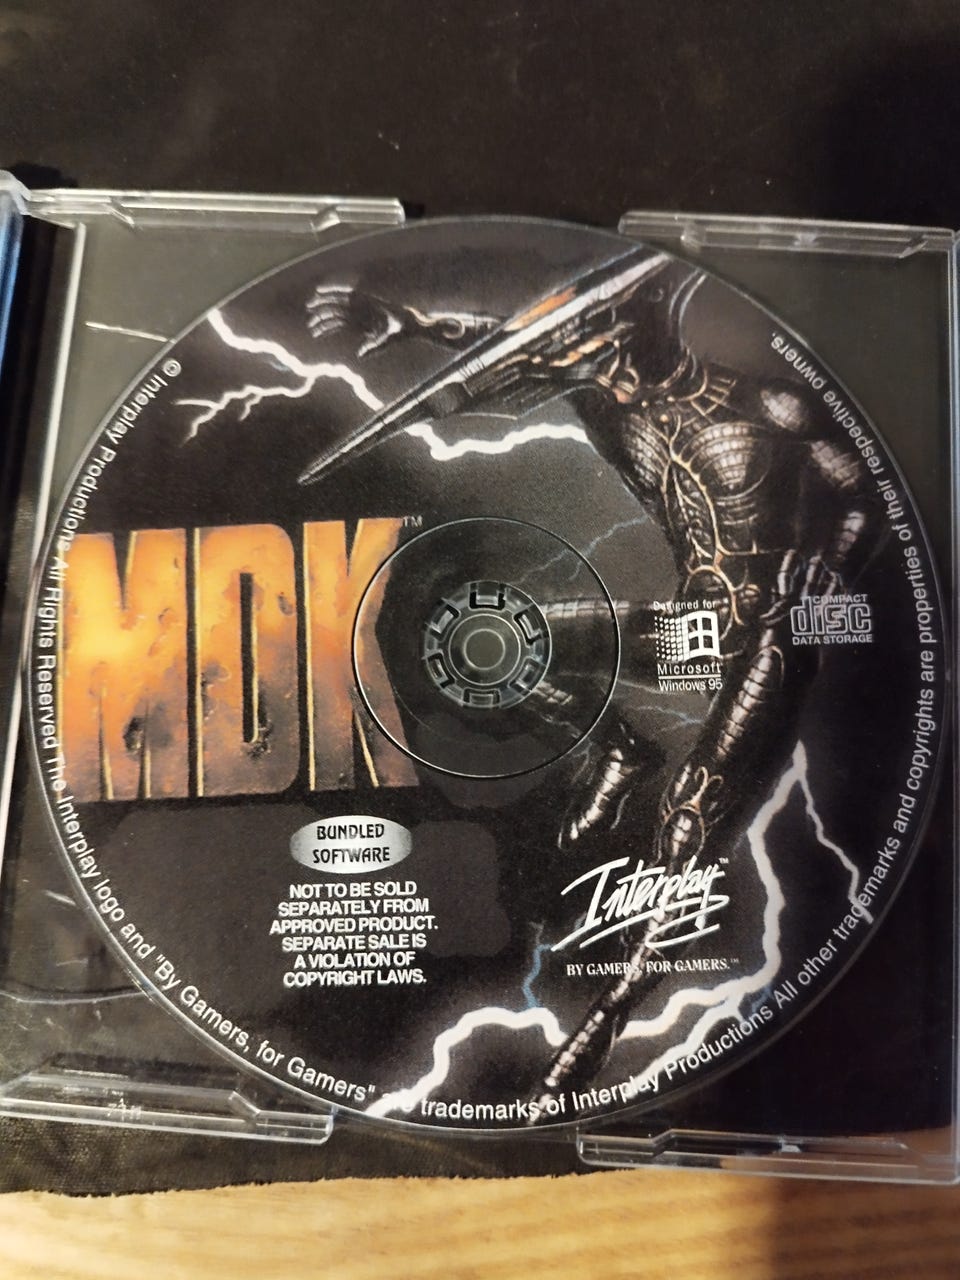 MDK™
Designed for
Microsoft®
Windows 95
COMPACT
disc
DATA STORAGE
BUNDLED
SOFTWARE
NOT TO BE SOLD
SEPARATELY FROM
APPROVED PRODUCT.
SEPARATE SALE IS
A VIOLATION OF
COPYRIGHT LAWS.
Interplay™
BY GAMERS, FOR GAMERS.™
© Interplay Productions All Rights Reserved The Interplay logo and "By Gamers, for Gamers" are trademarks of Interplay Productions All other trademarks and copyrights are properties of their respective owners.